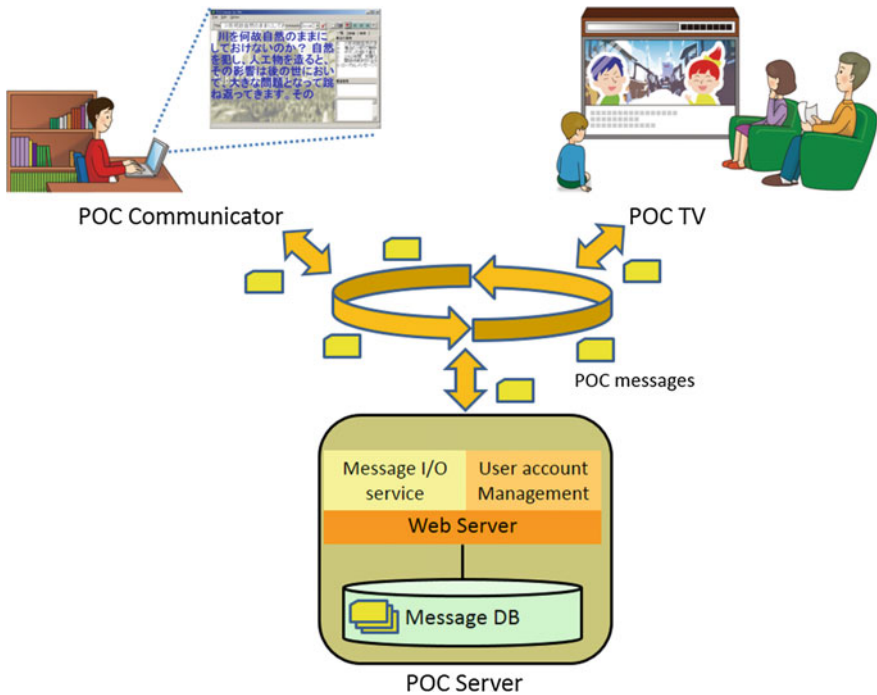 川を何故自然のままに
しておけないのか? 自然
を犯し、人工物を造ると、
その影響は後の世におい
て、大きな問題となって跳
ね返ってきます。その
POC Communicator
POC TV
POC messages
Message I/O
service
User account
Management
Web Server
Message DB
POC Server